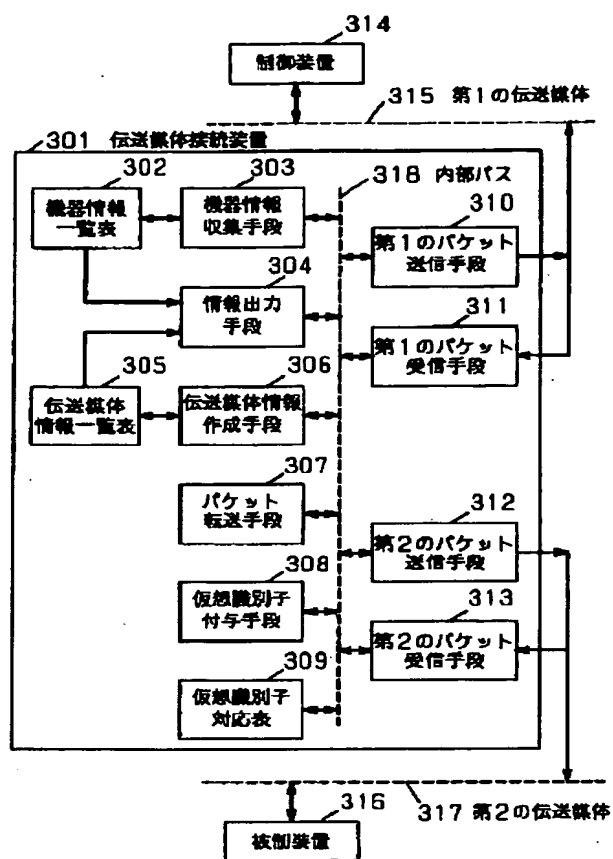 314
制御装置
315 第1の伝送媒体
301 伝送媒体接続装置
302
機器情報
一覧表
303
機器情報
収集手段
318 内部バス
310
第1のパケット
送信手段
304
情報出力
手段
311
第1のパケット
受信手段
305
伝送媒体
情報一覧表
306
伝送媒体情報
作成手段
307
パケット
転送手段
312
第2のパケット
送信手段
308
仮想識別子
付与手段
313
第2のパケット
受信手段
309
仮想識別子
対応表
316
被制装置
317 第2の伝送媒体